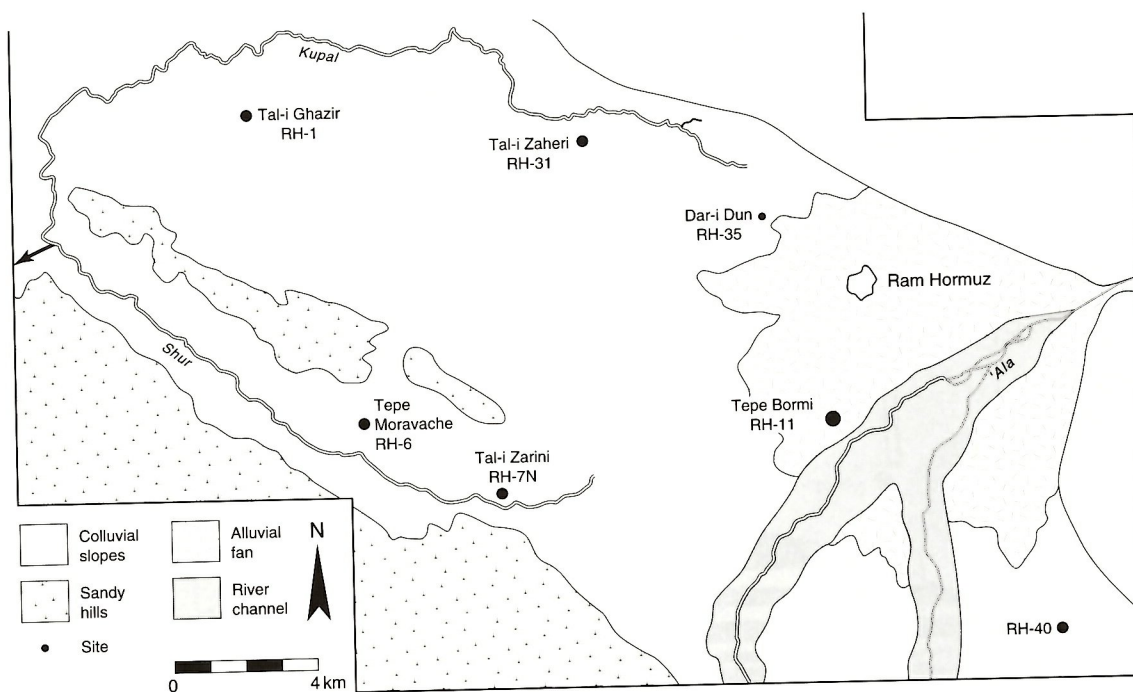 Kupal
Tal-i Ghazir
RH-1
Tal-i Zaheri
RH-31
Dar-i Dun
RH-35
Ram Hormuz
Shur
'Ala
Tepe
Moravache
RH-6
Tepe Bormi
RH-11
Tal-i Zarini
RH-7N
Colluvial
slopes
Alluvial
fan
N
Sandy
hills
River
channel
Site
RH-40
0
4 km